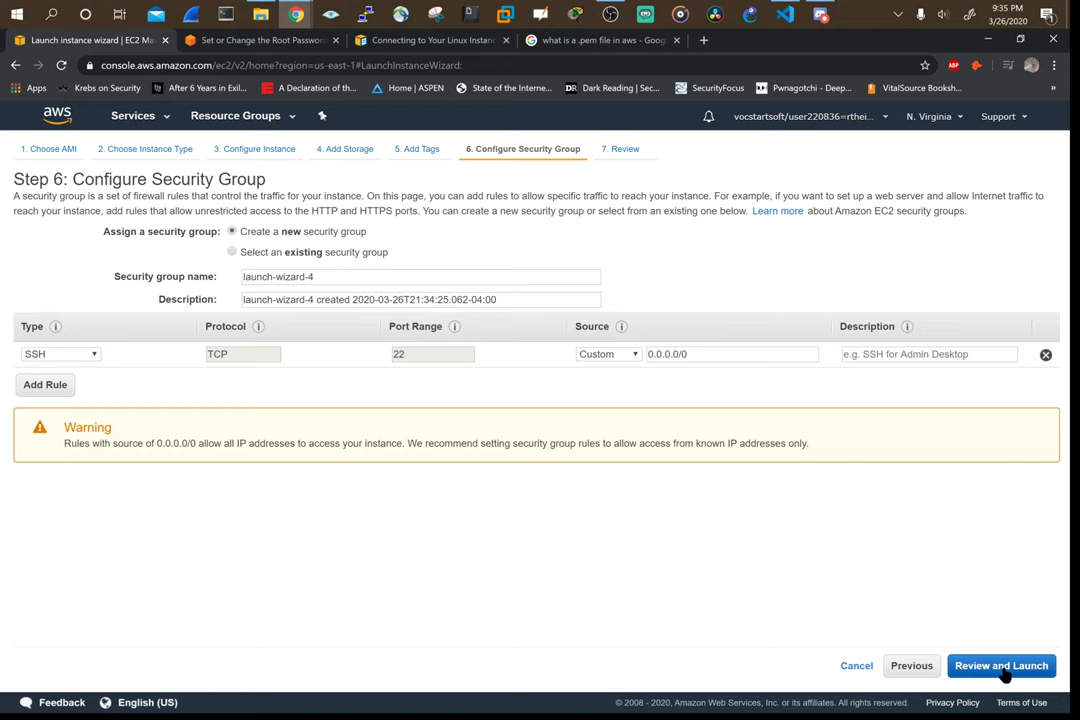 9:35 PM
3/26/2020
Launch instance wizard | EC2 Ma
Set or Change the Root Password
Connecting to Your Linux Instanc
what is a .pem file in aws - Goog
console.aws.amazon.com/ec2/v2/home?region=us-east-1#LaunchInstanceWizard:
Apps
Krebs on Security
After 6 Years in Exil...
A Declaration of th...
Home | ASPEN
State of the Interne...
Dark Reading | Sec...
SecurityFocus
Pwnagotchi - Deep...
VitalSource Booksh...
aws
Services
Resource Groups
vocstartsoft/user220836=rthei...
N. Virginia
Support
1. Choose AMI
2. Choose Instance Type
3. Configure Instance
4. Add Storage
5. Add Tags
6. Configure Security Group
7. Review
Step 6: Configure Security Group
A security group is a set of firewall rules that control the traffic for your instance. On this page, you can add rules to allow specific traffic to reach your instance. For example, if you want to set up a web server and allow Internet traffic to
reach your instance, add rules that allow unrestricted access to the HTTP and HTTPS ports. You can create a new security group or select from an existing one below. Learn more about Amazon EC2 security groups.
Assign a security group:
Create a new security group
Select an existing security group
Security group name:
launch-wizard-4
Description:
launch-wizard-4 created 2020-03-26T21:34:25.062-04:00
Type
Protocol
Port Range
Source
Description
SSH
TCP
22
Custom
0.0.0.0/0
e.g. SSH for Admin Desktop
Add Rule
Warning
Rules with source of 0.0.0.0/0 allow all IP addresses to access your instance. We recommend setting security group rules to allow access from known IP addresses only.
Cancel
Previous
Review and Launch
Feedback
English (US)
© 2008 - 2020, Amazon Web Services, Inc. or its affiliates. All rights reserved.
Privacy Policy
Terms of Use